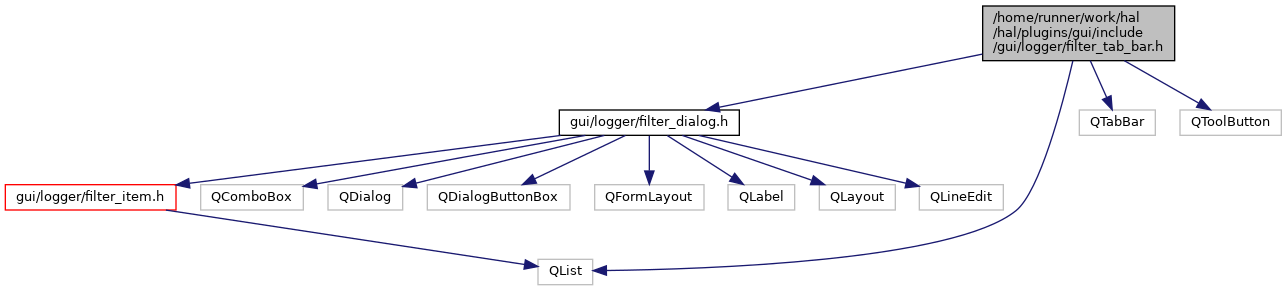 /home/runner/work/hal
/hal/plugins/gui/include
/gui/logger/filter_tab_bar.h
gui/logger/filter_dialog.h
QTabBar
QToolButton
gui/logger/filter_item.h
QComboBox
QDialog
QDialogButtonBox
QFormLayout
QLabel
QLayout
QLineEdit
QList